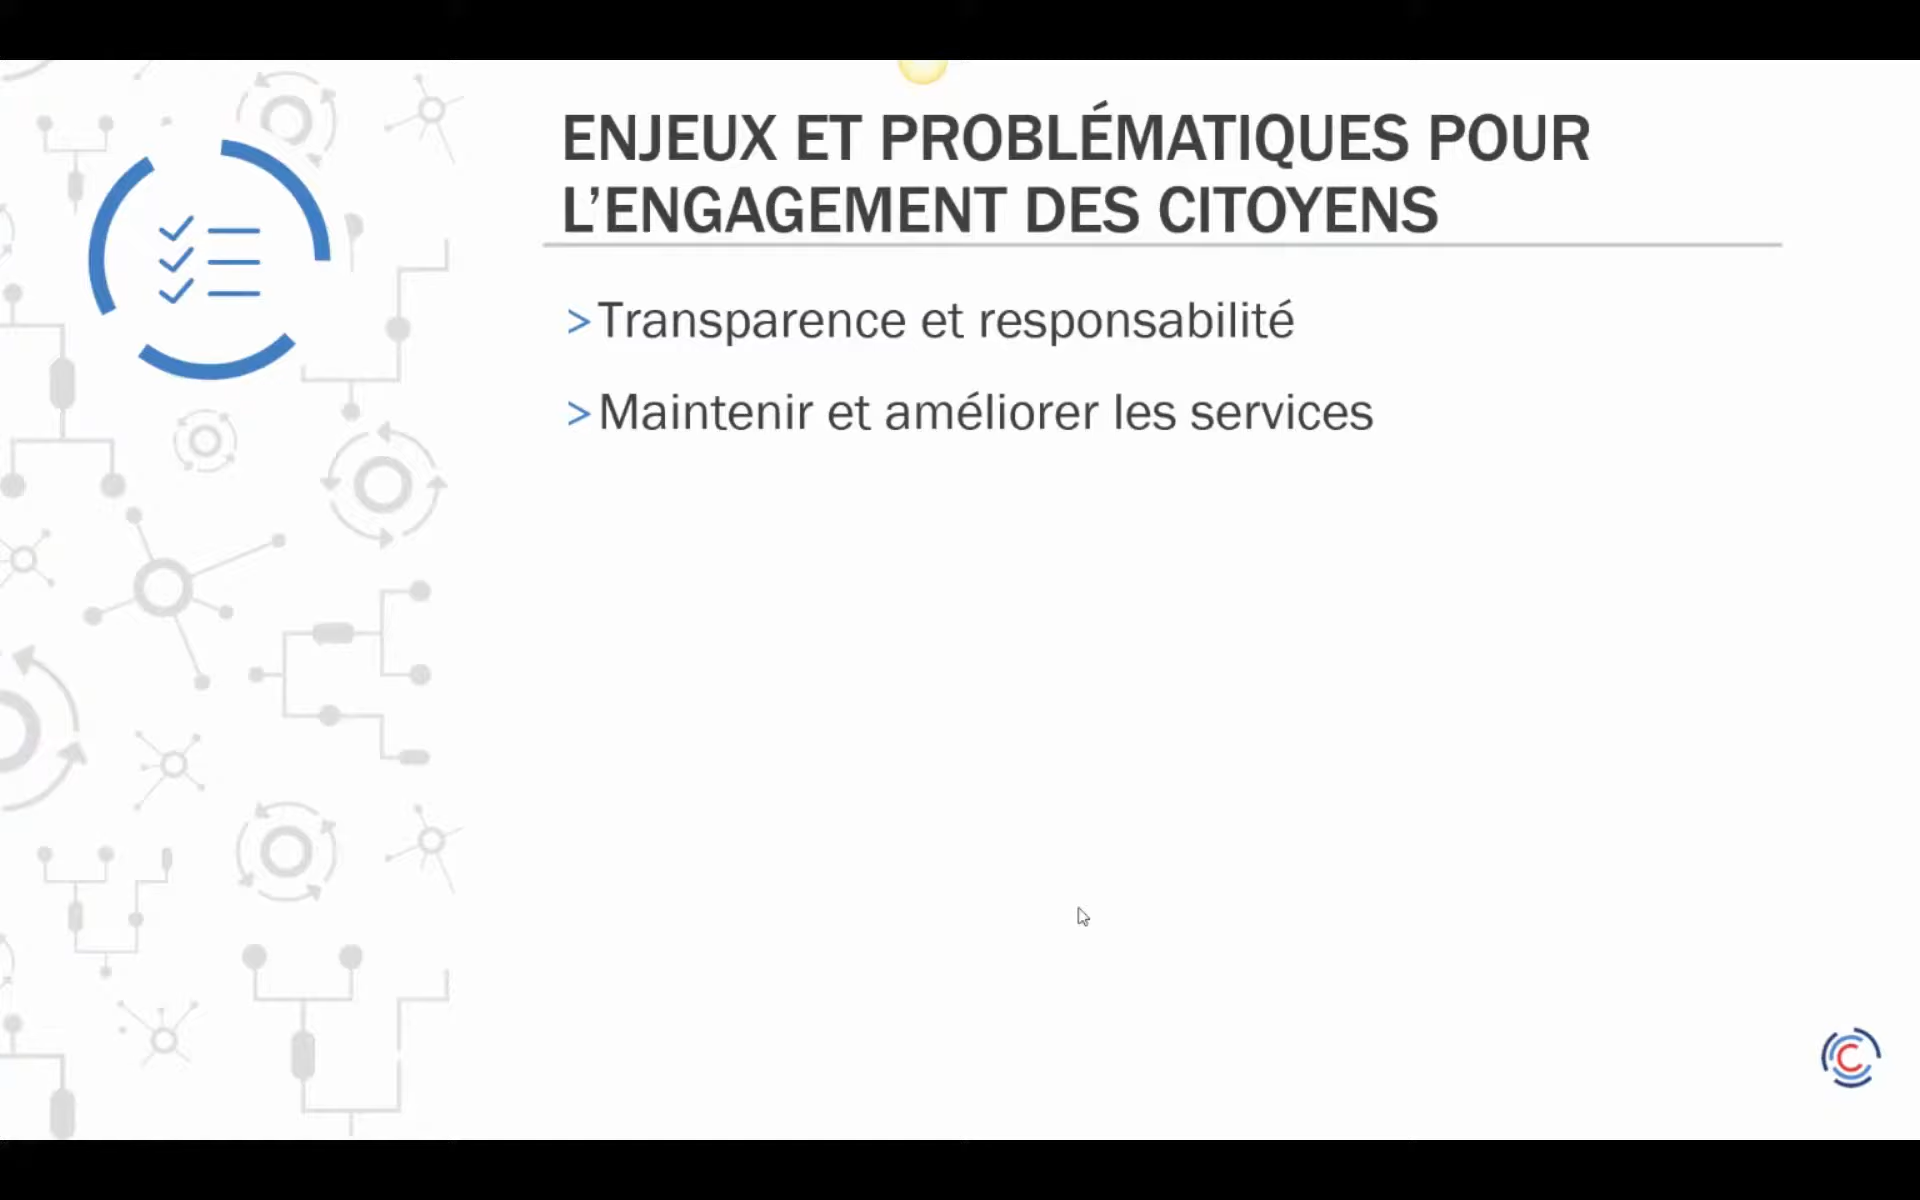 ENJEUX ET PROBLÉMATIQUES POUR
L’ENGAGEMENT DES CITOYENS
> Transparence et responsabilité
> Maintenir et améliorer les services
C